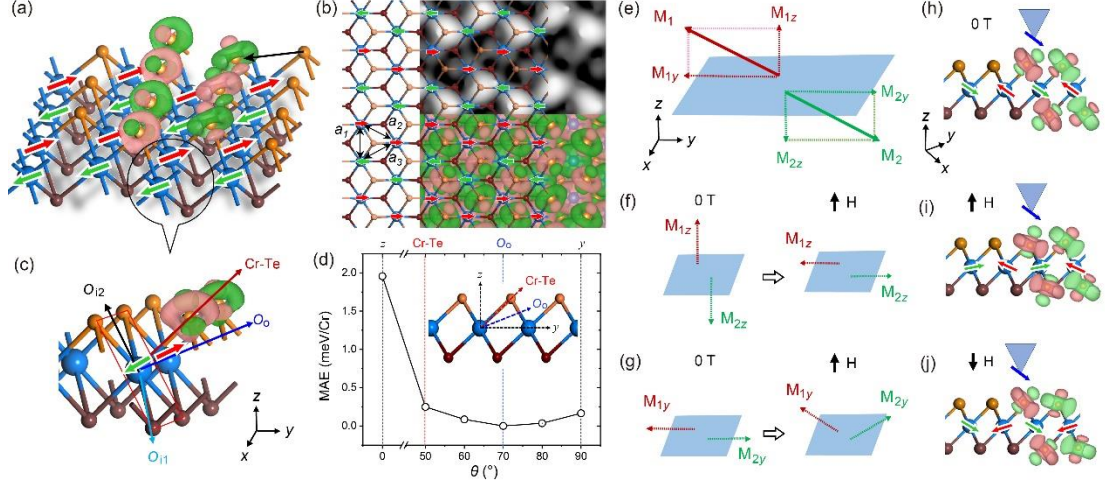 (a)
(b)
a1
a2
a3
(c)
Oi2
Cr-Te
Oo
Oi1
z
y
x
(d)
z
Cr-Te
Oo
y
MAE (meV/Cr)
2.0
1.5
1.0
0.5
0.0
z
Cr-Te
Oo
y
0
50
60
70
80
90
θ (°)
(e)
M1
M1z
M1y
M2y
M2z
M2
z
y
x
(f)
0 T
H
M1z
M2z
M1z
M2z
(g)
0 T
H
M1y
M2y
M1y
M2y
(h)
0 T
z
y
x
(i)
H
(j)
H